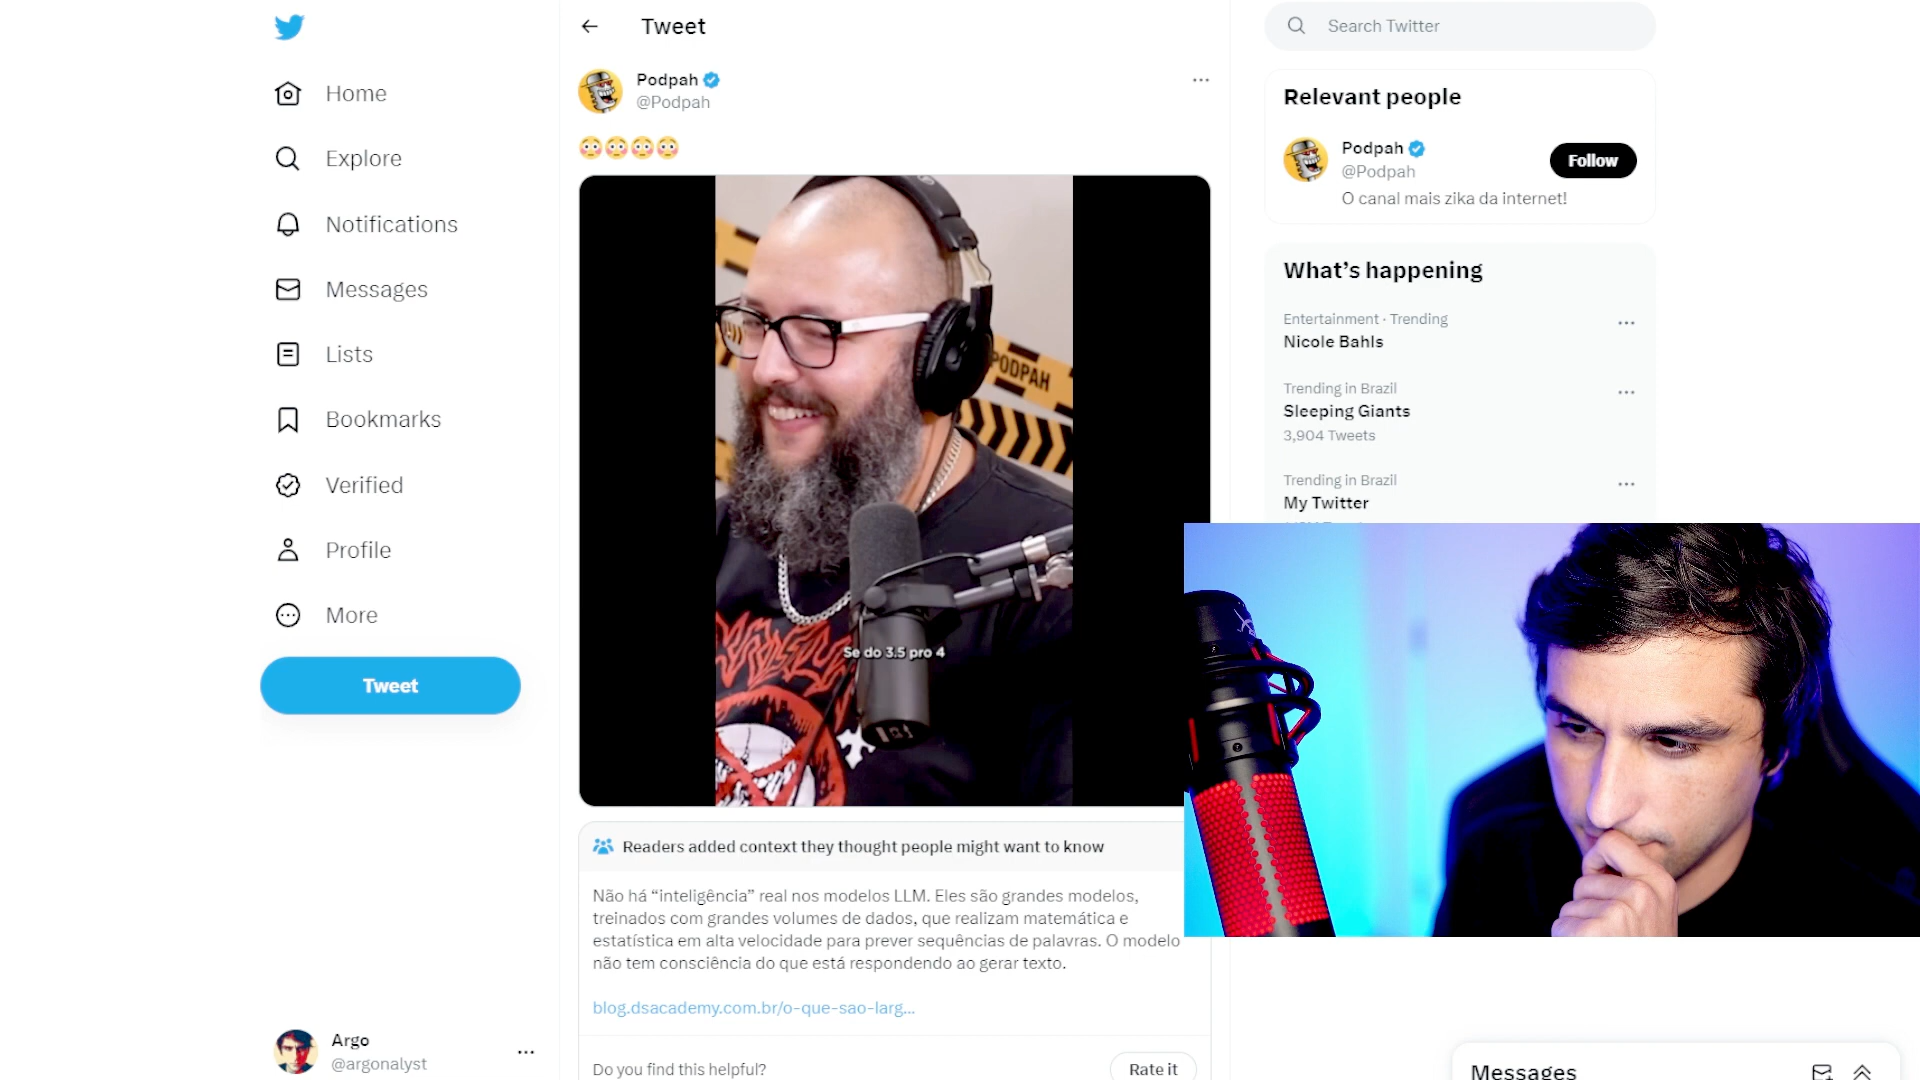 Home
Explore
Notifications
Messages
Lists
Bookmarks
Verified
Profile
More
Tweet
Argo
@argonalyst
Tweet
Podpah
@Podpah
PODPAH
Se do 3.5 pro 4
Readers added context they thought people might want to know
Não há “inteligência” real nos modelos LLM. Eles são grandes modelos,
treinados com grandes volumes de dados, que realizam matemática e
estatística em alta velocidade para prever sequências de palavras. O modelo
não tem consciência do que está respondendo ao gerar texto.
blog.dsacademy.com.br/o-que-sao-larg...
Do you find this helpful?
Rate it
Search Twitter
Relevant people
Podpah
@Podpah
Follow
O canal mais zika da internet!
What’s happening
Entertainment · Trending
Nicole Bahls
Trending in Brazil
Sleeping Giants
3,904 Tweets
Trending in Brazil
My Twitter
Messages